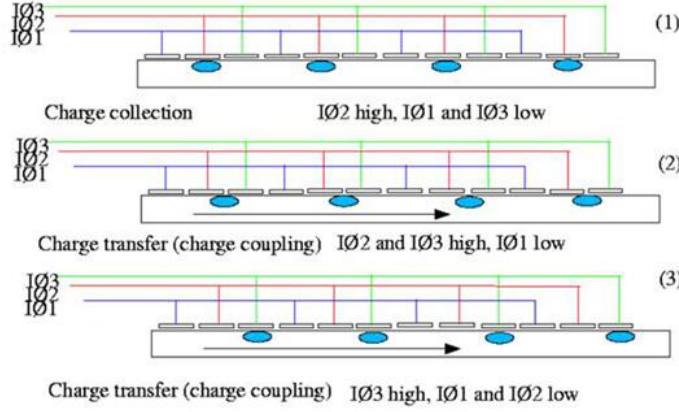 IØ3
IØ2
IØ1
(1)
Charge collection IØ2 high, IØ1 and IØ3 low
IØ3
IØ2
IØ1
(2)
Charge transfer (charge coupling) IØ2 and IØ3 high, IØ1 low
IØ3
IØ2
IØ1
(3)
Charge transfer (charge coupling) IØ3 high, IØ1 and IØ2 low